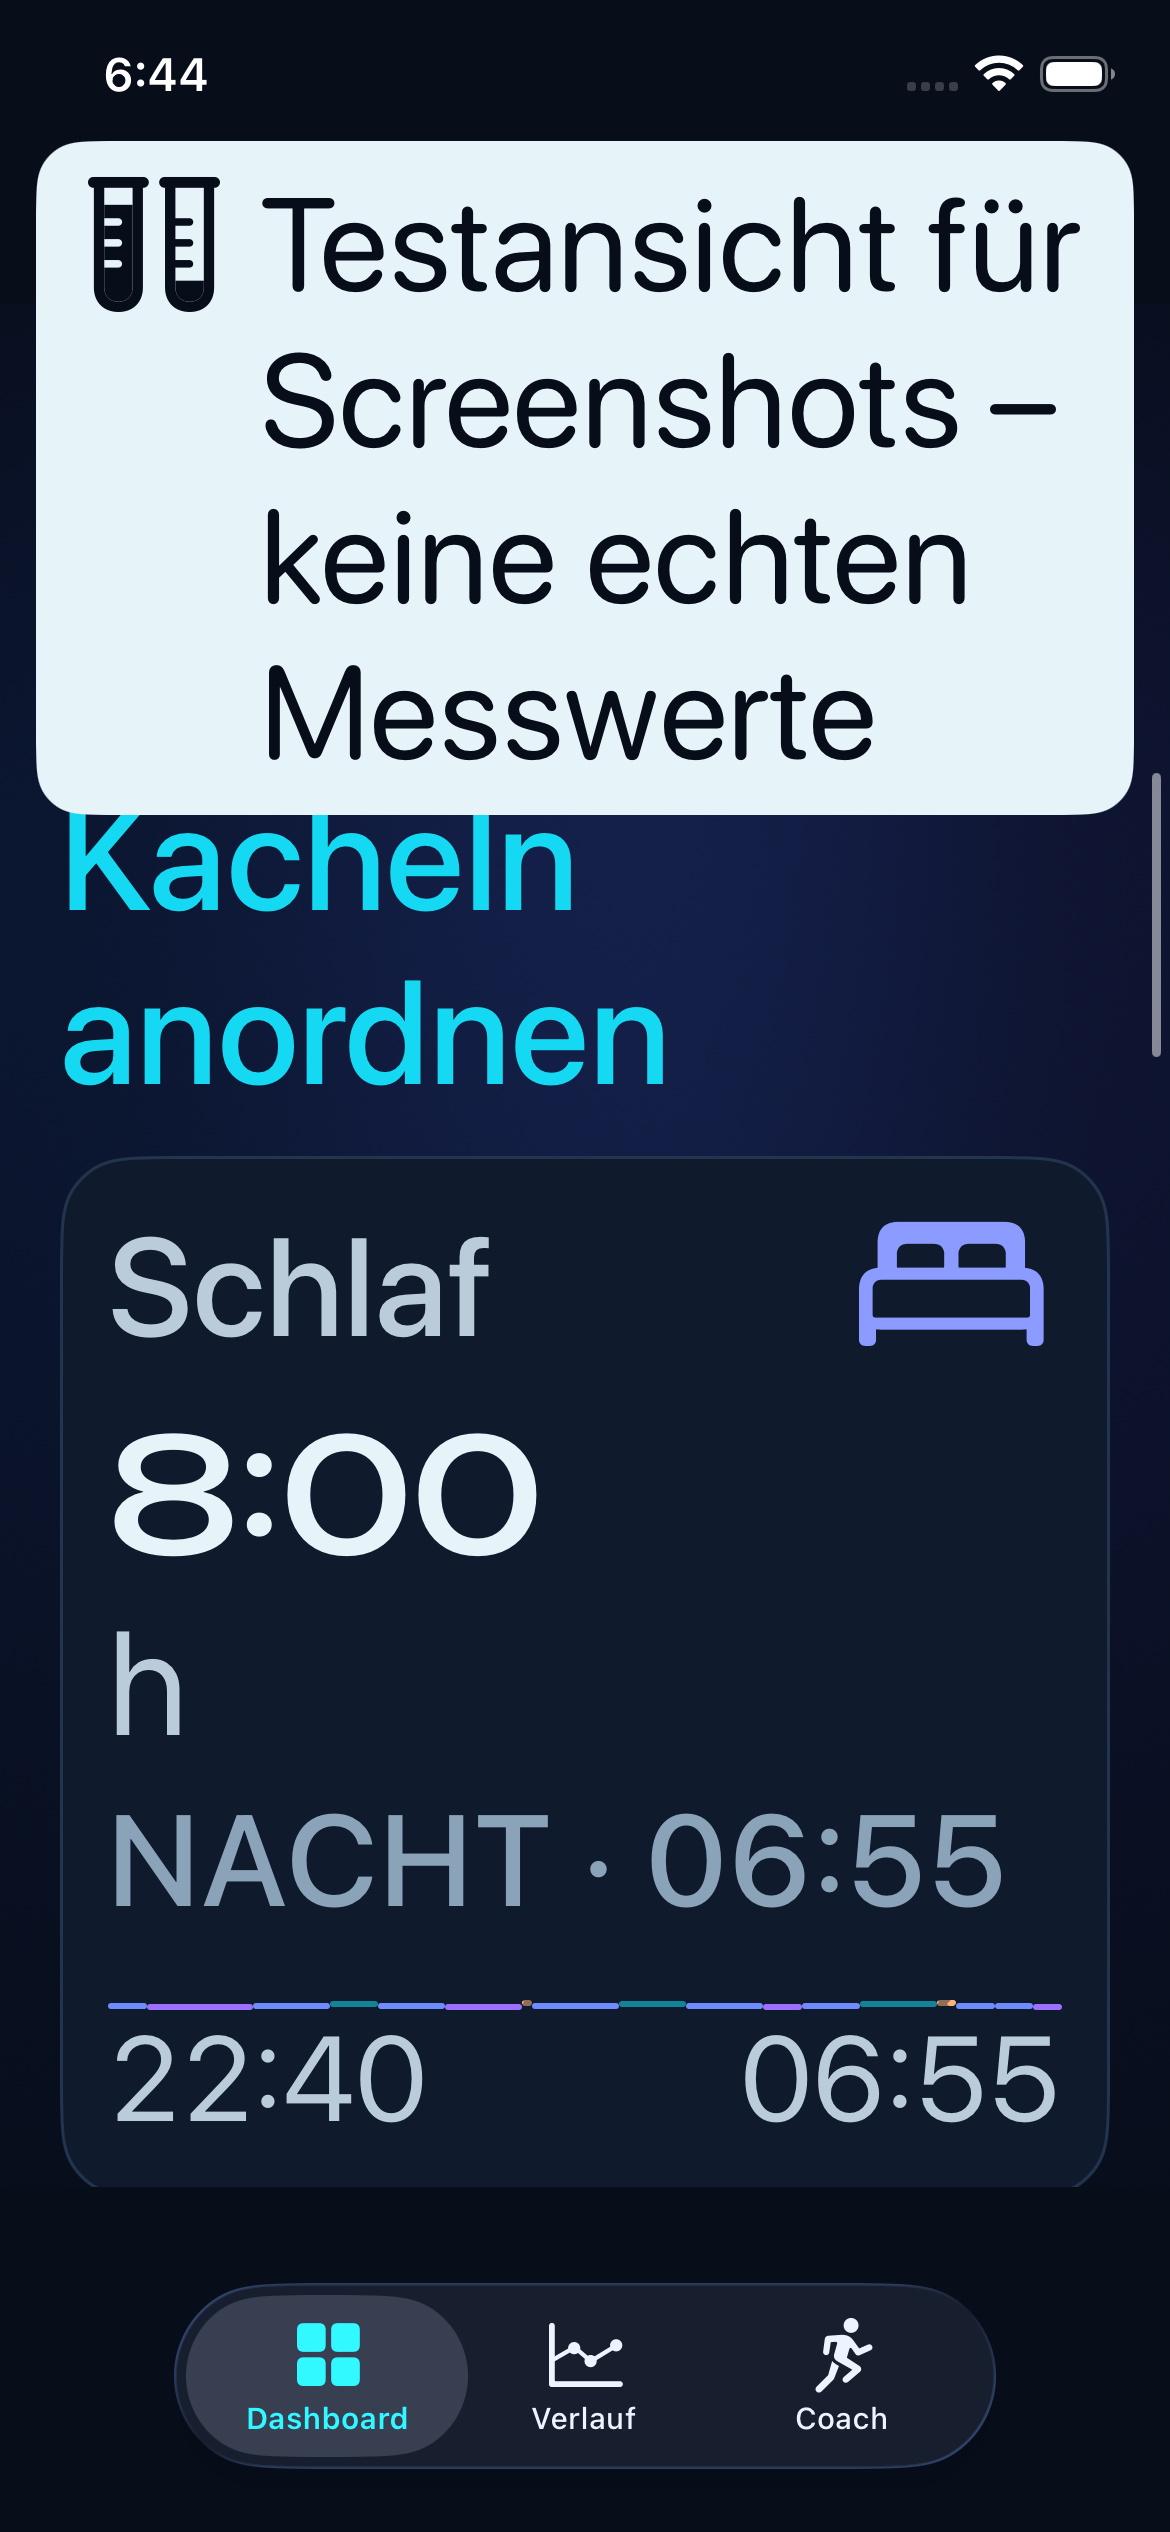 6:44
Testansicht für
Screenshots –
keine echten
Messwerte
Kacheln
anordnen
Schlaf
8:00
h
NACHT · 06:55
22:40 06:55
Dashboard Verlauf Coach